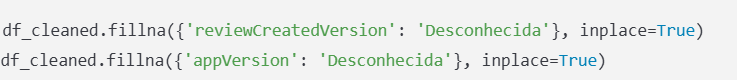 df_cleaned.fillna({'reviewCreatedVersion': 'Desconhecida'}, inplace=True)
df_cleaned.fillna({'appVersion': 'Desconhecida'}, inplace=True)